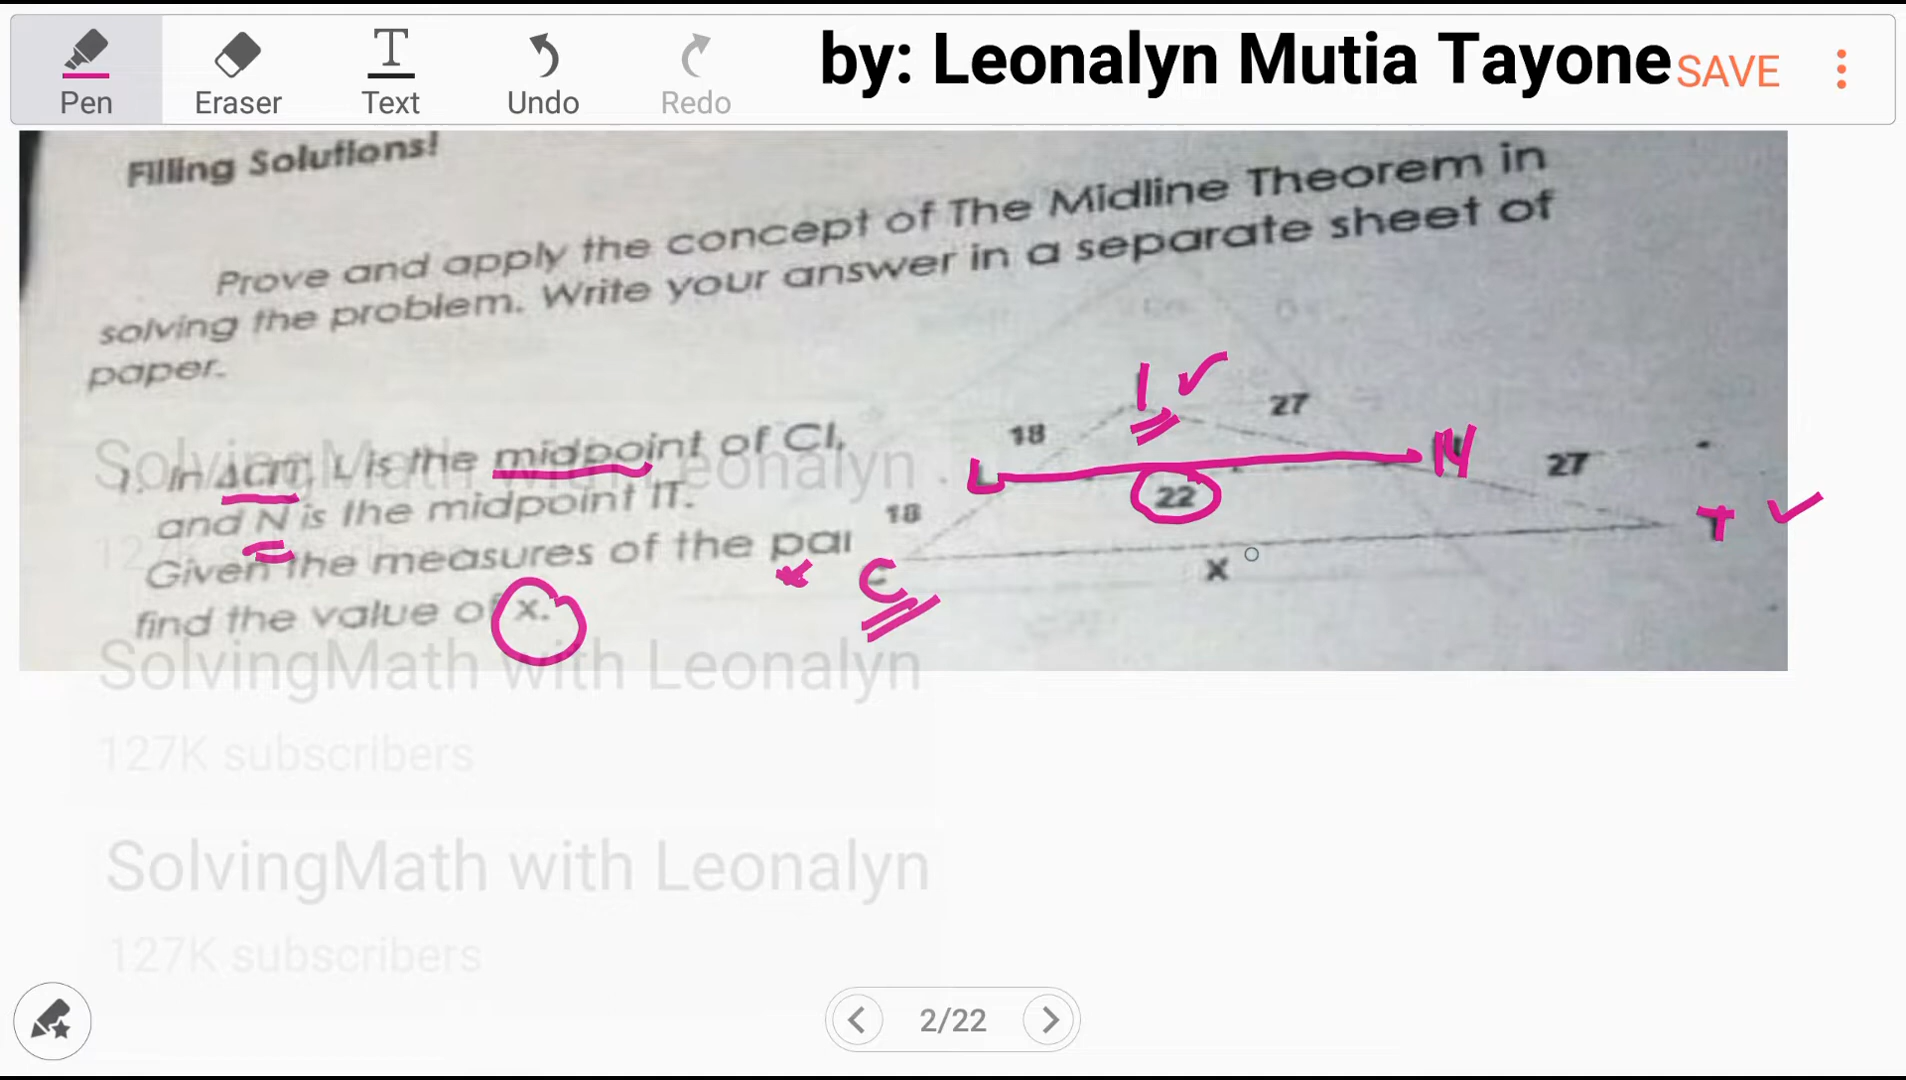 Pen Eraser Text Undo Redo by: Leonalyn Mutia Tayone SAVE
Filling Solutions!
Prove and apply the concept of The Midline Theorem in
solving the problem. Write your answer in a separate sheet of
paper.
1. In ΔCIT, L is the midpoint of CI,
and N is the midpoint IT.
Given the measures of the par
find the value of x.
I
18
27
L
N
27
22
18
T
C
x
SolvingMath with Leonalyn
SolvingMath with Leonalyn
127K subscribers
SolvingMath with Leonalyn
127K subscribers
2/22